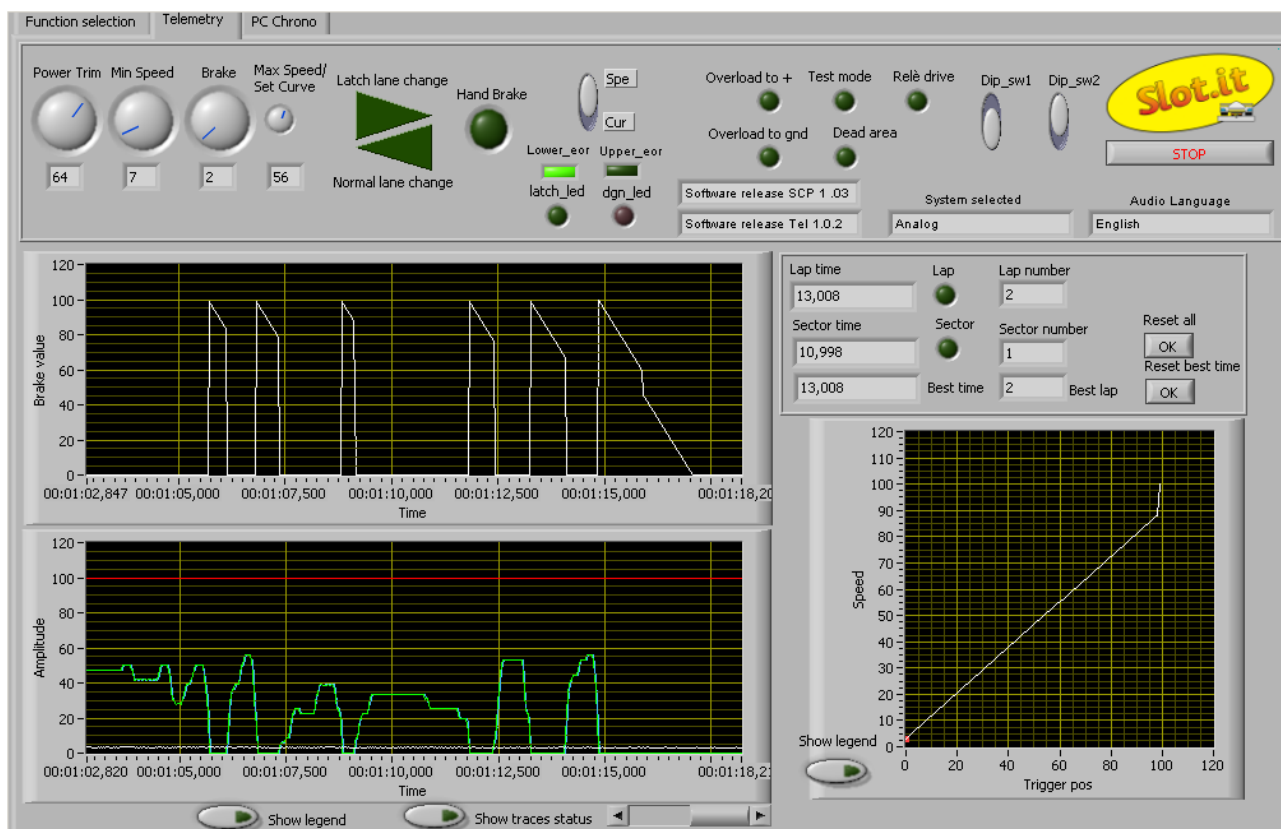 Function selection
Telemetry
PC Chrono
Power Trim
Min Speed
Brake
Max Speed/
Set Curve
64
7
2
56
Latch lane change
Normal lane change
Hand Brake
Spe
Cur
Lower_eor
Upper_eor
latch_led
dgn_led
Overload to +
Test mode
Relè drive
Overload to gnd
Dead area
Dip_sw1
Dip_sw2
Slot.it
STOP
Software release SCP 1 .03
Software release Tel 1.0.2
System selected
Analog
Audio Language
English
120
100
80
60
40
20
0
Brake value
00:01:02,847
00:01:05,000
00:01:07,500
00:01:10,000
00:01:12,500
00:01:15,000
00:01:18,20
Time
120
100
80
60
40
20
0
Amplitude
00:01:02,820
00:01:05,000
00:01:07,500
00:01:10,000
00:01:12,500
00:01:15,000
00:01:18,21
Time
Show legend
Show traces status
Lap time
13,008
Lap
Lap number
2
Sector time
10,998
Sector
Sector number
1
13,008
Best time
2
Best lap
Reset all
OK
Reset best time
OK
120
110
100
90
80
70
60
50
40
30
20
10
0
Speed
0
20
40
60
80
100
120
Trigger pos
Show legend